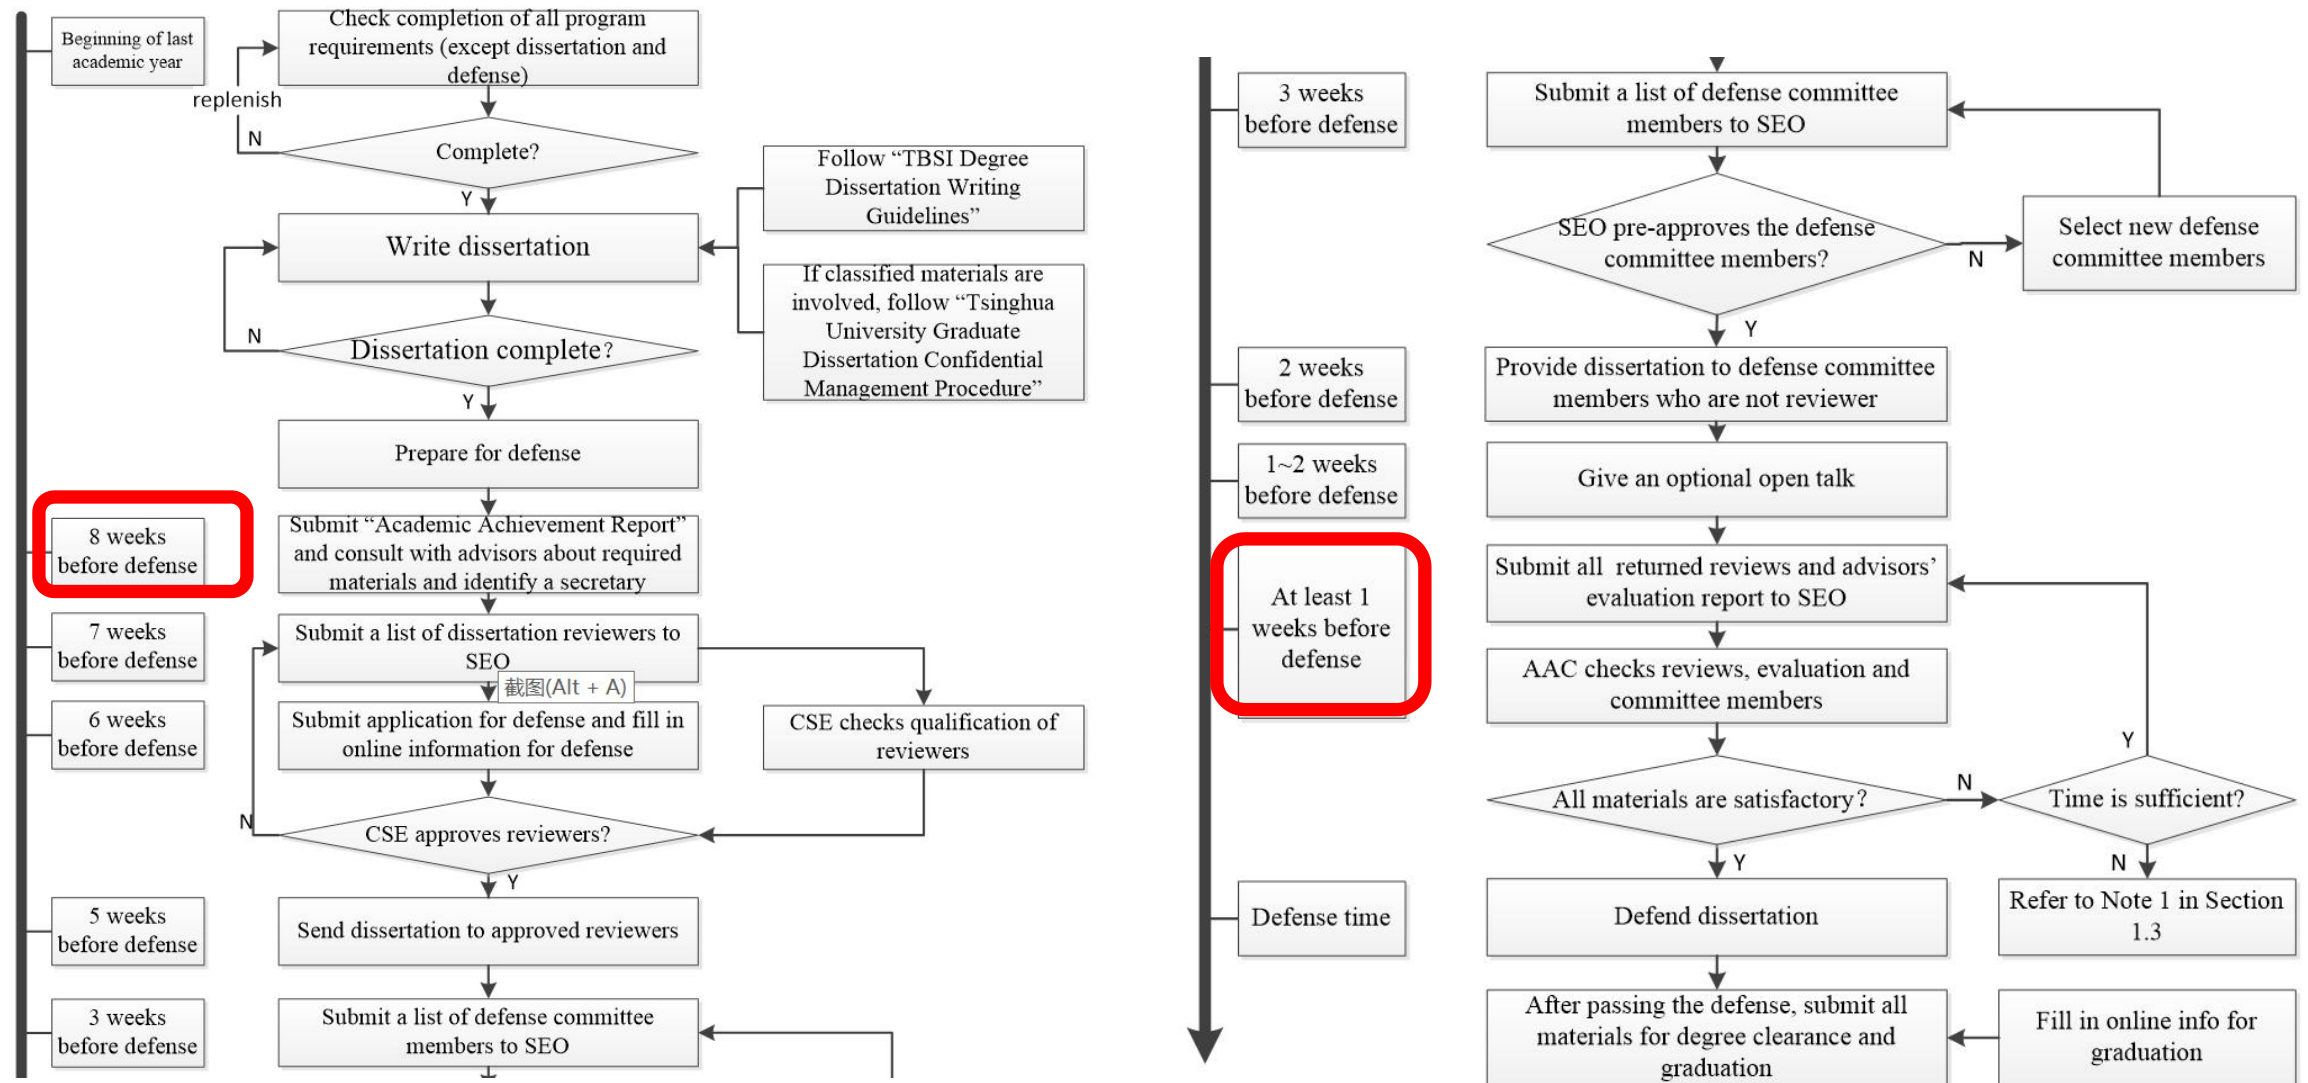 Beginning of last
academic year
Check completion of all program
requirements (except dissertation and
defense)
replenish
N
Complete?
Y
Follow “TBSI Degree
Dissertation Writing
Guidelines”
Write dissertation
If classified materials are
involved, follow “Tsinghua
University Graduate
Dissertation Confidential
Management Procedure”
N
Dissertation complete?
Y
Prepare for defense
8 weeks
before defense
Submit “Academic Achievement Report”
and consult with advisors about required
materials and identify a secretary
7 weeks
before defense
Submit a list of dissertation reviewers to
SEO
截图(Alt + A)
6 weeks
before defense
Submit application for defense and fill in
online information for defense
CSE checks qualification of
reviewers
N
CSE approves reviewers?
Y
5 weeks
before defense
Send dissertation to approved reviewers
3 weeks
before defense
Submit a list of defense committee
members to SEO
3 weeks
before defense
Submit a list of defense committee
members to SEO
SEO pre-approves the defense
committee members?
N
Select new defense
committee members
Y
2 weeks
before defense
Provide dissertation to defense committee
members who are not reviewer
1~2 weeks
before defense
Give an optional open talk
At least 1
weeks before
defense
Submit all returned reviews and advisors’
evaluation report to SEO
AAC checks reviews, evaluation and
committee members
Y
All materials are satisfactory?
N
Time is sufficient?
Y
N
Defense time
Defend dissertation
Refer to Note 1 in Section
1.3
After passing the defense, submit all
materials for degree clearance and
graduation
Fill in online info for
graduation